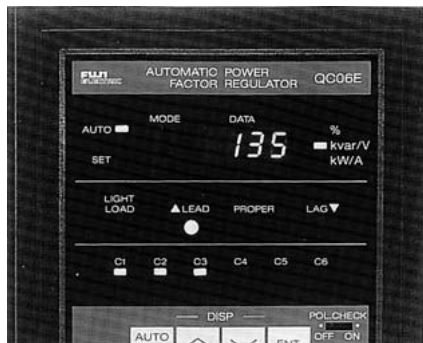 FUJI ELECTRIC
AUTOMATIC POWER FACTOR REGULATOR
QC06E
AUTO
MODE
DATA
135
%
kvar/V
kW/A
SET
LIGHT LOAD
▲LEAD
PROPER
LAG▼
C1 C2 C3 C4 C5 C6
DISP
POL.CHECK
OFF ON
AUTO
ENT